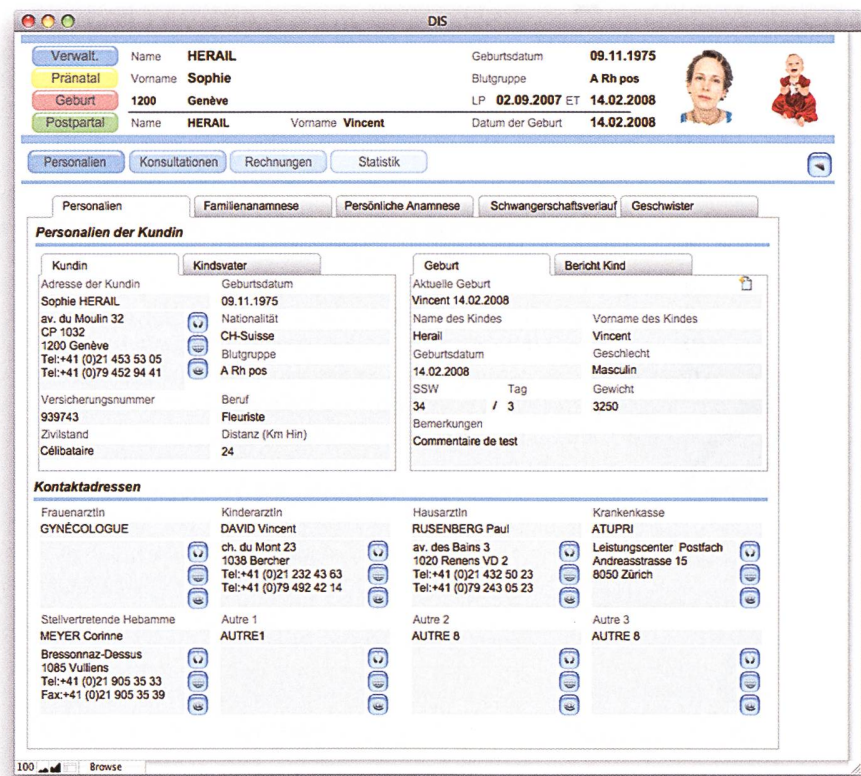 DIS
Verwalt. Name HERAIL Geburtsdatum 09.11.1975
Pränatal Vorname Sophie Blutgruppe A Rh pos
Geburt 1200 Genève LP 02.09.2007 ET 14.02.2008
Postpartal Name HERAIL Vorname Vincent Datum der Geburt 14.02.2008
Personalien Konsultationen Rechnungen Statistik
Personalien Familienanamnese Persönliche Anamnese Schwangerschaftsverlauf Geschwister
Personalien der Kundin
Kundin Kindsvater Geburt Bericht Kind
Adresse der Kundin Geburtsdatum Aktuelle Geburt
Sophie HERAIL 09.11.1975 Vincent 14.02.2008
av. du Moulin 32 Nationalität Name des Kindes Vorname des Kindes
CP 1032 CH-Suisse Herail Vincent
1200 Genève Blutgruppe Geburtsdatum Geschlecht
Tel:+41 (0)21 453 53 05 A Rh pos 14.02.2008 Masculin
Tel:+41 (0)79 452 94 41
SSW Tag Gewicht
Versicherungsnummer Beruf 34 / 3 3250
939743 Fleuriste Bemerkungen
Zivilstand Distanz (Km Hin) Commentaire de test
Célibataire 24
Kontaktadressen
FrauenarztIn KinderarztIn HausarztIn Krankenkasse
GYNÉCOLOGUE DAVID Vincent RUSENBERG Paul ATUPRI
ch. du Mont 23 av. des Bains 3 Leistungscenter Postfach
1038 Bercher 1020 Renens VD 2 Andreasstrasse 15
Tel:+41 (0)21 232 43 63 Tel:+41 (0)21 432 50 23 8050 Zürich
Tel:+41 (0)79 492 42 14 Tel:+41 (0)79 243 05 23
Stellvertretende Hebamme Autre 1 Autre 2 Autre 3
MEYER Corinne AUTRE1 AUTRE 8 AUTRE 8
Bressonnaz-Dessus
1085 Vulliens
Tel:+41 (0)21 905 35 33
Fax:+41 (0)21 905 35 39
100 Browse